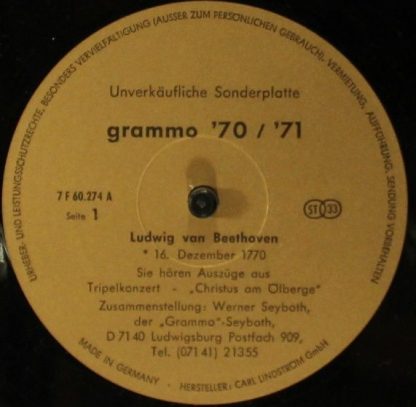 URHEBER- UND LEISTUNGSSCHUTZRECHTE, BESONDERS VERVIELFÄLTIGUNG (AUSSER ZUM PERSÖNLICHEN GEBRAUCH), VERMIETUNG, AUFFÜHRUNG, SENDUNG VORBEHALTEN
Unverkäufliche Sonderplatte
grammo '70 / '71
7 F 60.274 A
Seite 1
ST 33
Ludwig van Beethoven
* 16. Dezember 1770
Sie hören Auszüge aus
Tripelkonzert - „Christus am Ölberge"
Zusammenstellung: Werner Seyboth,
der „Grammo"-Seyboth,
D 7140 Ludwigsburg Postfach 909,
Tel. (071 41) 21355
MADE IN GERMANY · HERSTELLER: CARL LINDSTRÖM GmbH